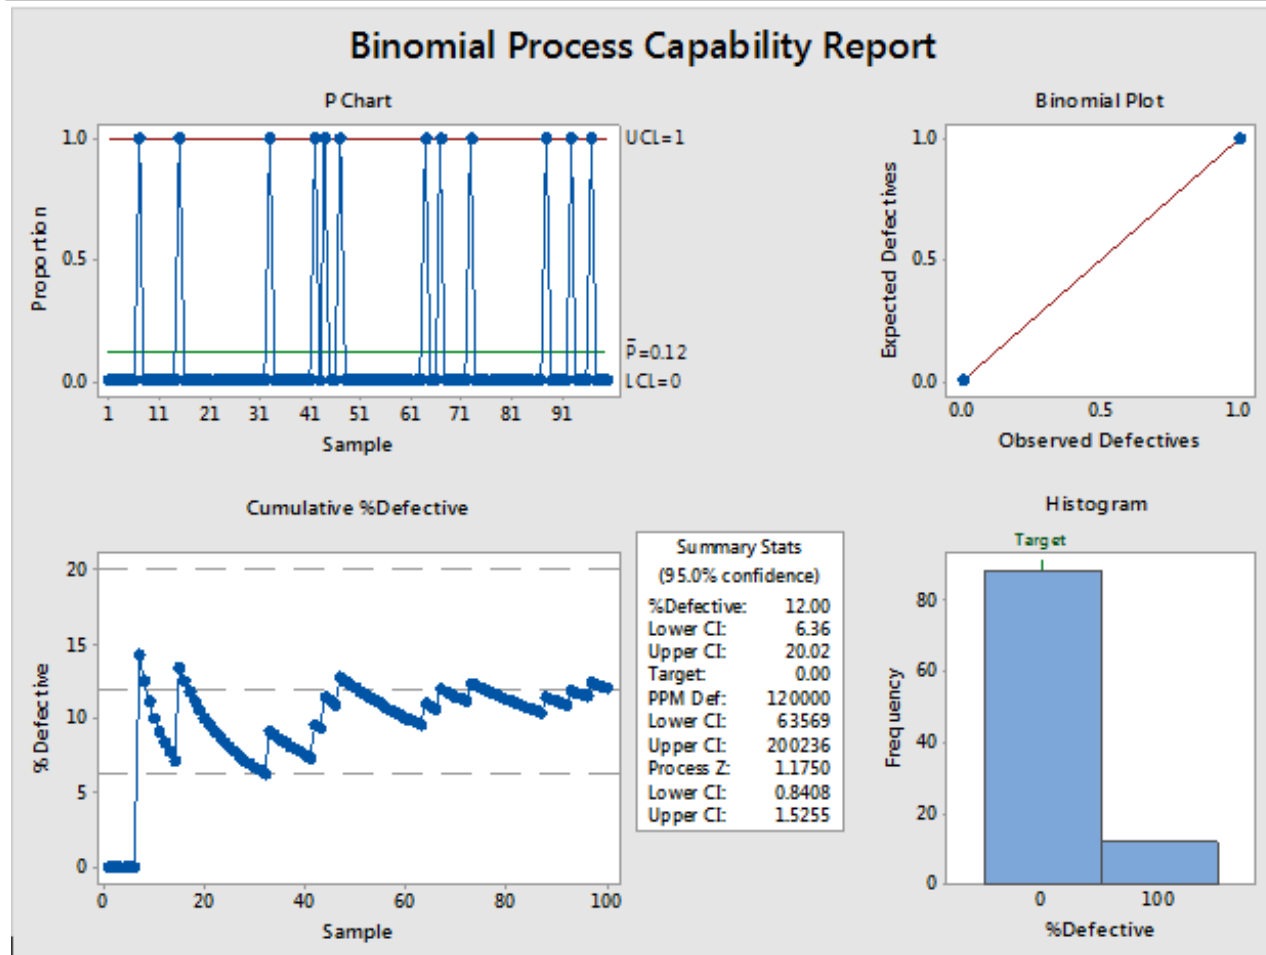 Binomial Process Capability Report
P Chart
1.0
0.5
0.0
Proportion
UCL=1
P̄=0.12
LCL=0
1 11 21 31 41 51 61 71 81 91
Sample
Binomial Plot
1.0
0.5
0.0
Expected Defectives
0.0 0.5 1.0
Observed Defectives
Cumulative %Defective
20
15
10
5
0
%Defective
0 20 40 60 80 100
Sample
Summary Stats
(95.0% confidence)
%Defective: 12.00
Lower CI: 6.36
Upper CI: 20.02
Target: 0.00
PPM Def: 120000
Lower CI: 63569
Upper CI: 200236
Process Z: 1.1750
Lower CI: 0.8408
Upper CI: 1.5255
Histogram
Target
80
60
40
20
0
Frequency
0 100
%Defective